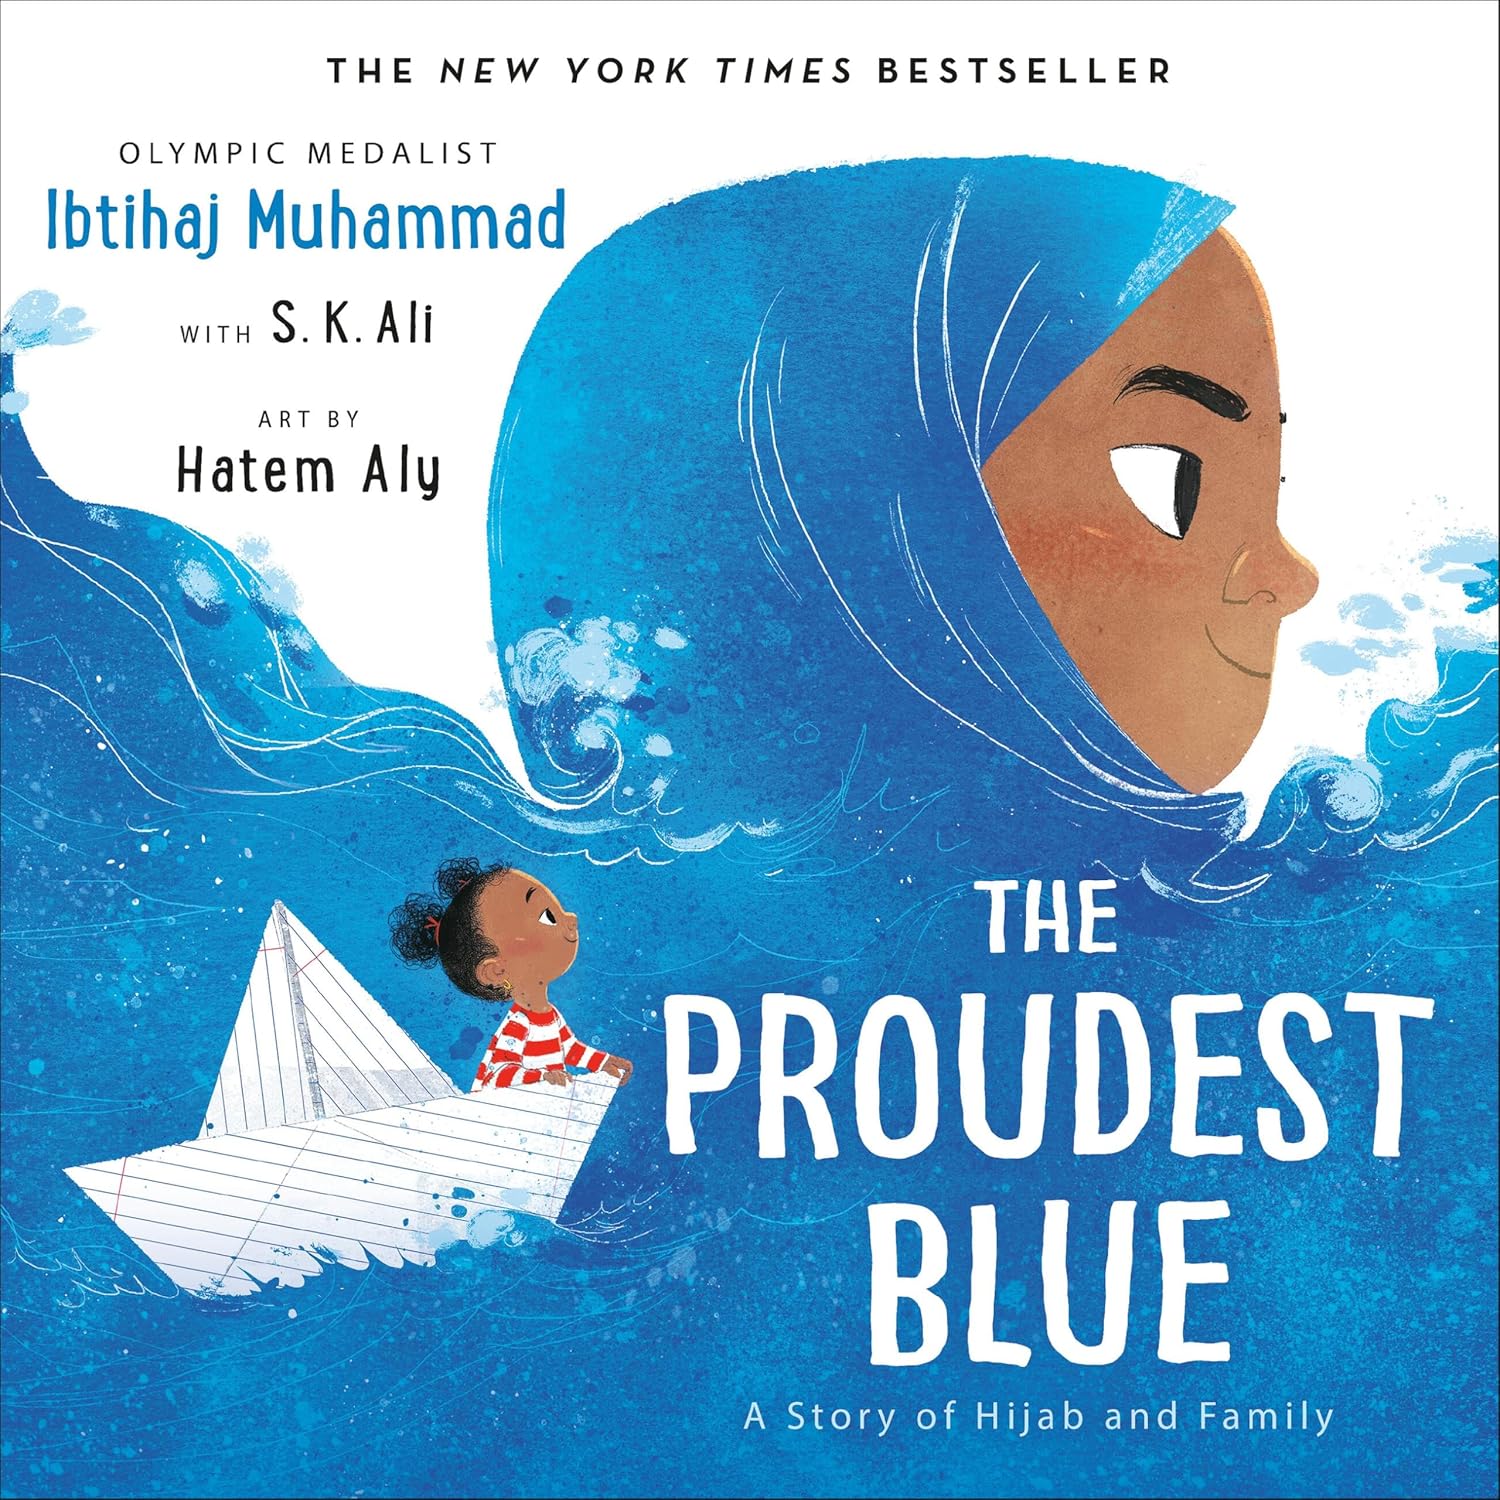 THE NEW YORK TIMES BESTSELLER
OLYMPIC MEDALIST
Ibtihaj Muhammad
WITH S. K. Ali
ART BY
Hatem Aly
THE
PROUDEST
BLUE
A Story of Hijab and Family